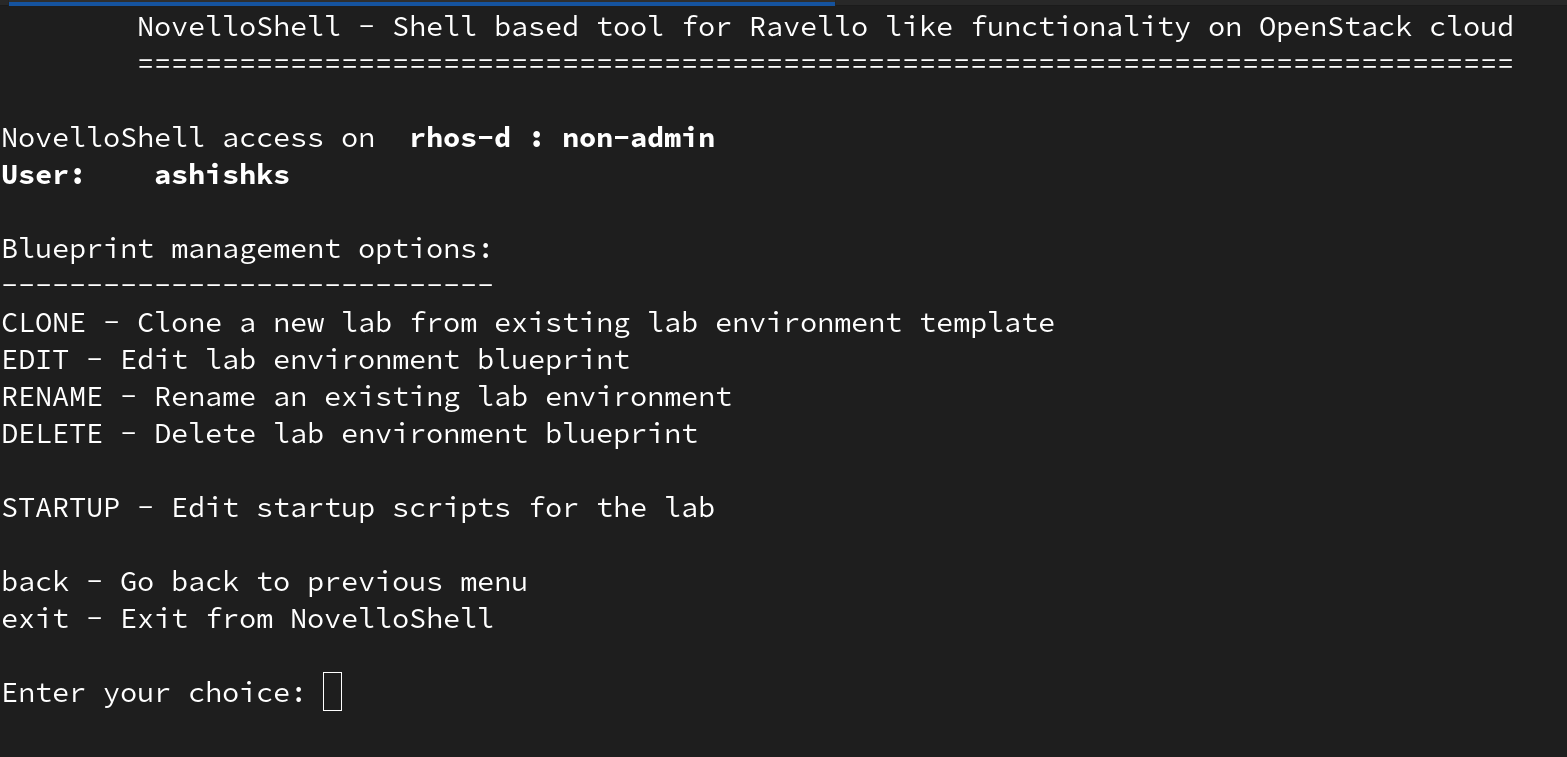 NovelloShell - Shell based tool for Ravello like functionality on OpenStack cloud
=================================================================================
NovelloShell access on  rhos-d : non-admin
User:    ashishks
Blueprint management options:
-----------------------------
CLONE - Clone a new lab from existing lab environment template
EDIT - Edit lab environment blueprint
RENAME - Rename an existing lab environment
DELETE - Delete lab environment blueprint
STARTUP - Edit startup scripts for the lab
back - Go back to previous menu
exit - Exit from NovelloShell
Enter your choice: